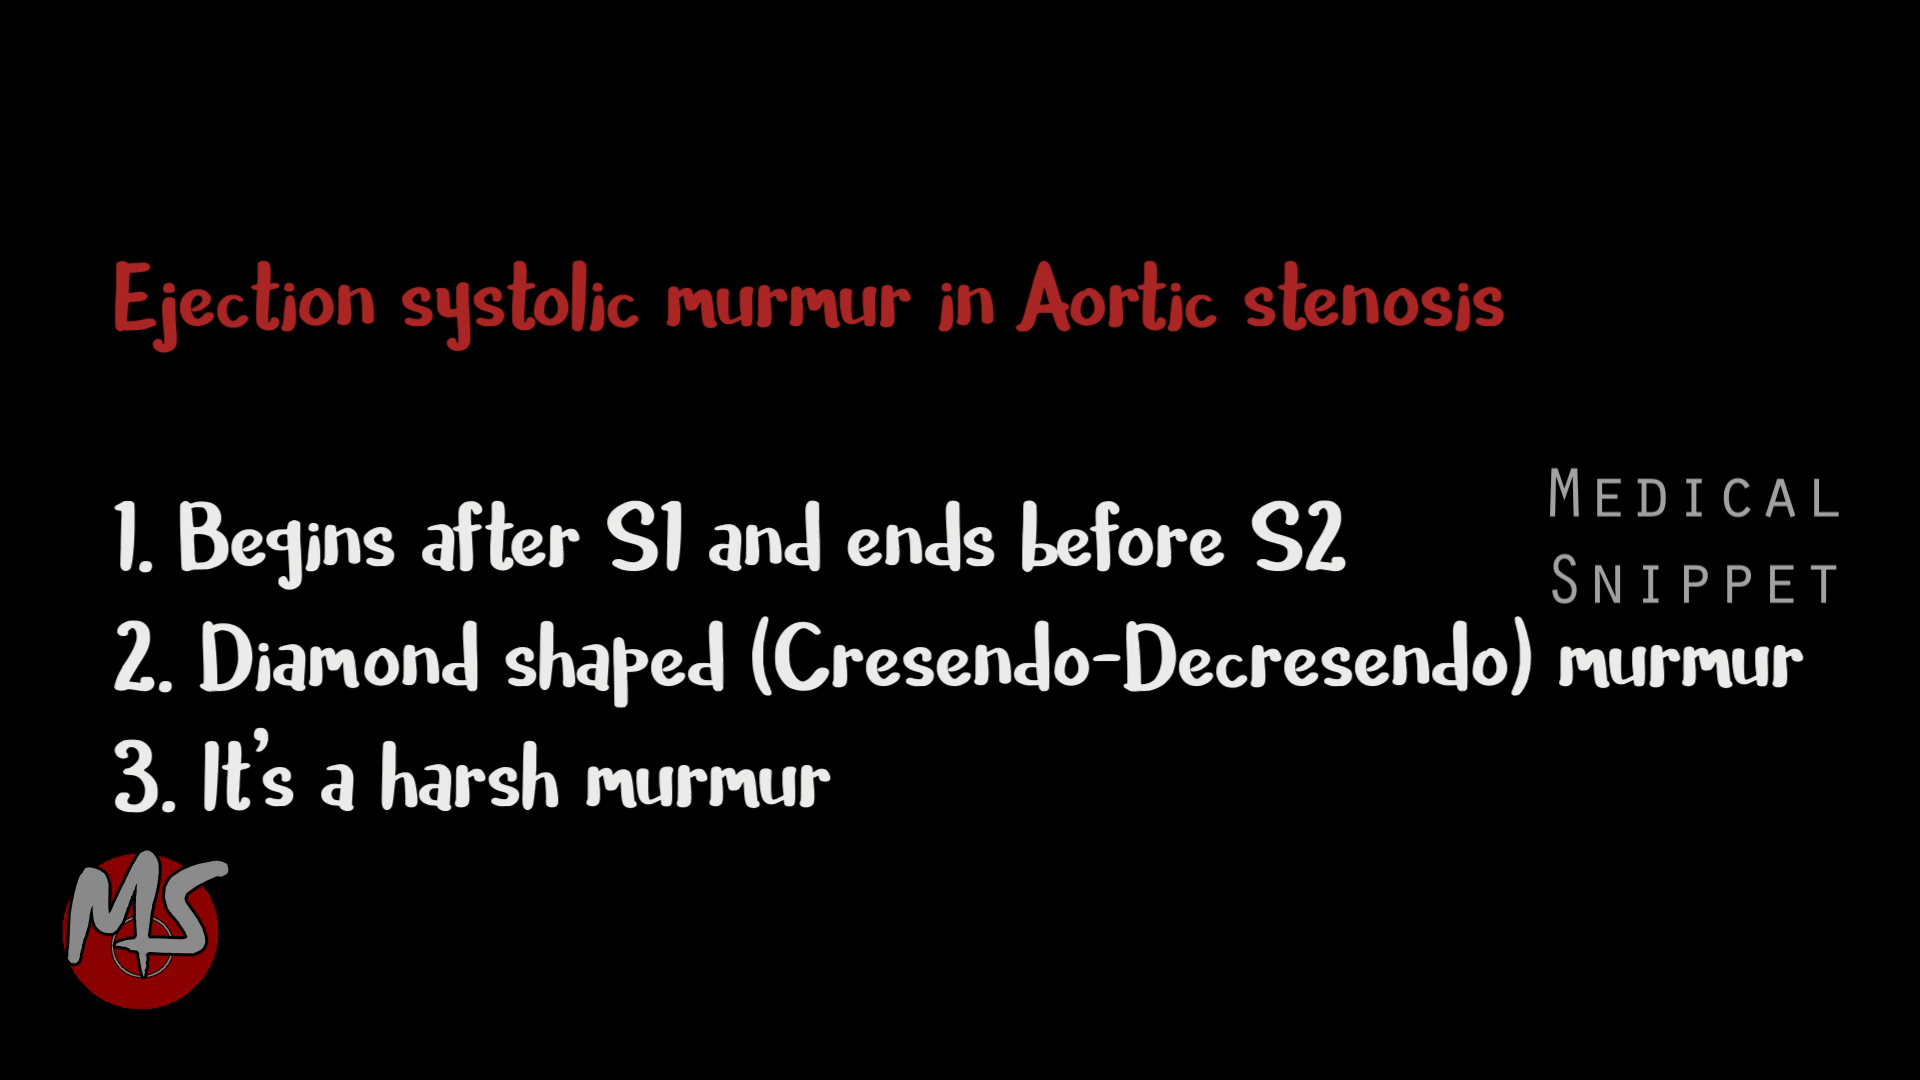 Ejection systolic murmur in Aortic stenosis
1. Begins after S1 and ends before S2
MEDICAL
SNIPPET
2. Diamond shaped (Cresendo-Decresendo) murmur
3. It's a harsh murmur
MS